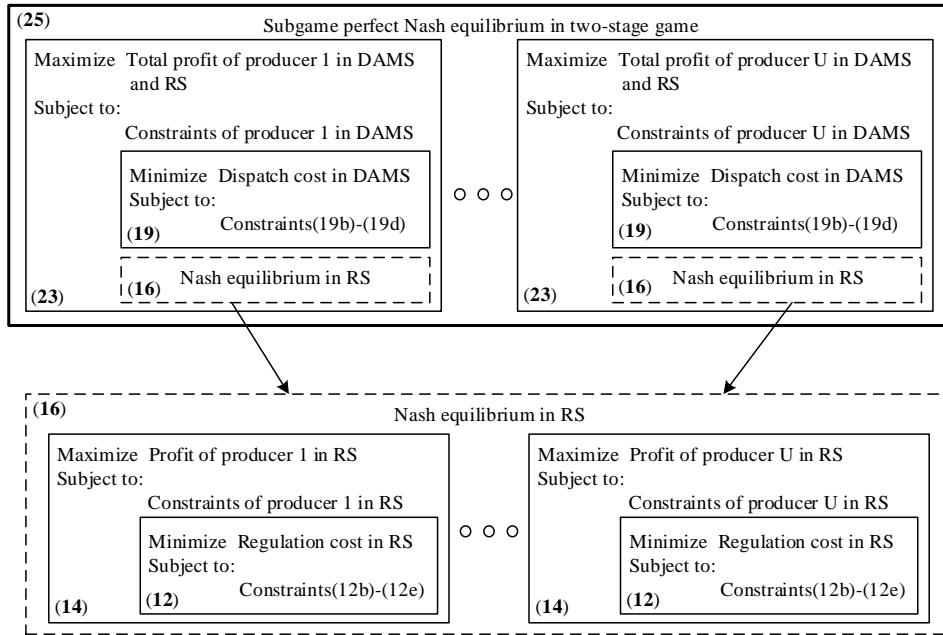 (25)
Subgame perfect Nash equilibrium in two-stage game
Maximize Total profit of producer 1 in DAMS
and RS
Subject to:
Constraints of producer 1 in DAMS
Minimize Dispatch cost in DAMS
Subject to:
Constraints(19b)-(19d)
(19)
Nash equilibrium in RS
(16)
(23)
Maximize Total profit of producer U in DAMS
and RS
Subject to:
Constraints of producer U in DAMS
Minimize Dispatch cost in DAMS
Subject to:
Constraints(19b)-(19d)
(19)
Nash equilibrium in RS
(16)
(23)
(16)
Nash equilibrium in RS
Maximize Profit of producer 1 in RS
Subject to:
Constraints of producer 1 in RS
Minimize Regulation cost in RS
Subject to:
Constraints(12b)-(12e)
(12)
(14)
Maximize Profit of producer U in RS
Subject to:
Constraints of producer U in RS
Minimize Regulation cost in RS
Subject to:
Constraints(12b)-(12e)
(12)
(14)